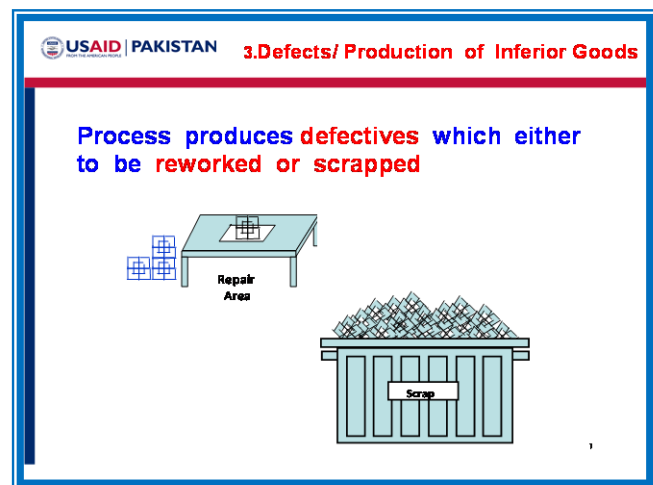 USAID | PAKISTAN
FROM THE AMERICAN PEOPLE
3.Defects/ Production of Inferior Goods
Process produces defectives which either
to be reworked or scrapped
Repair
Area
Scrap